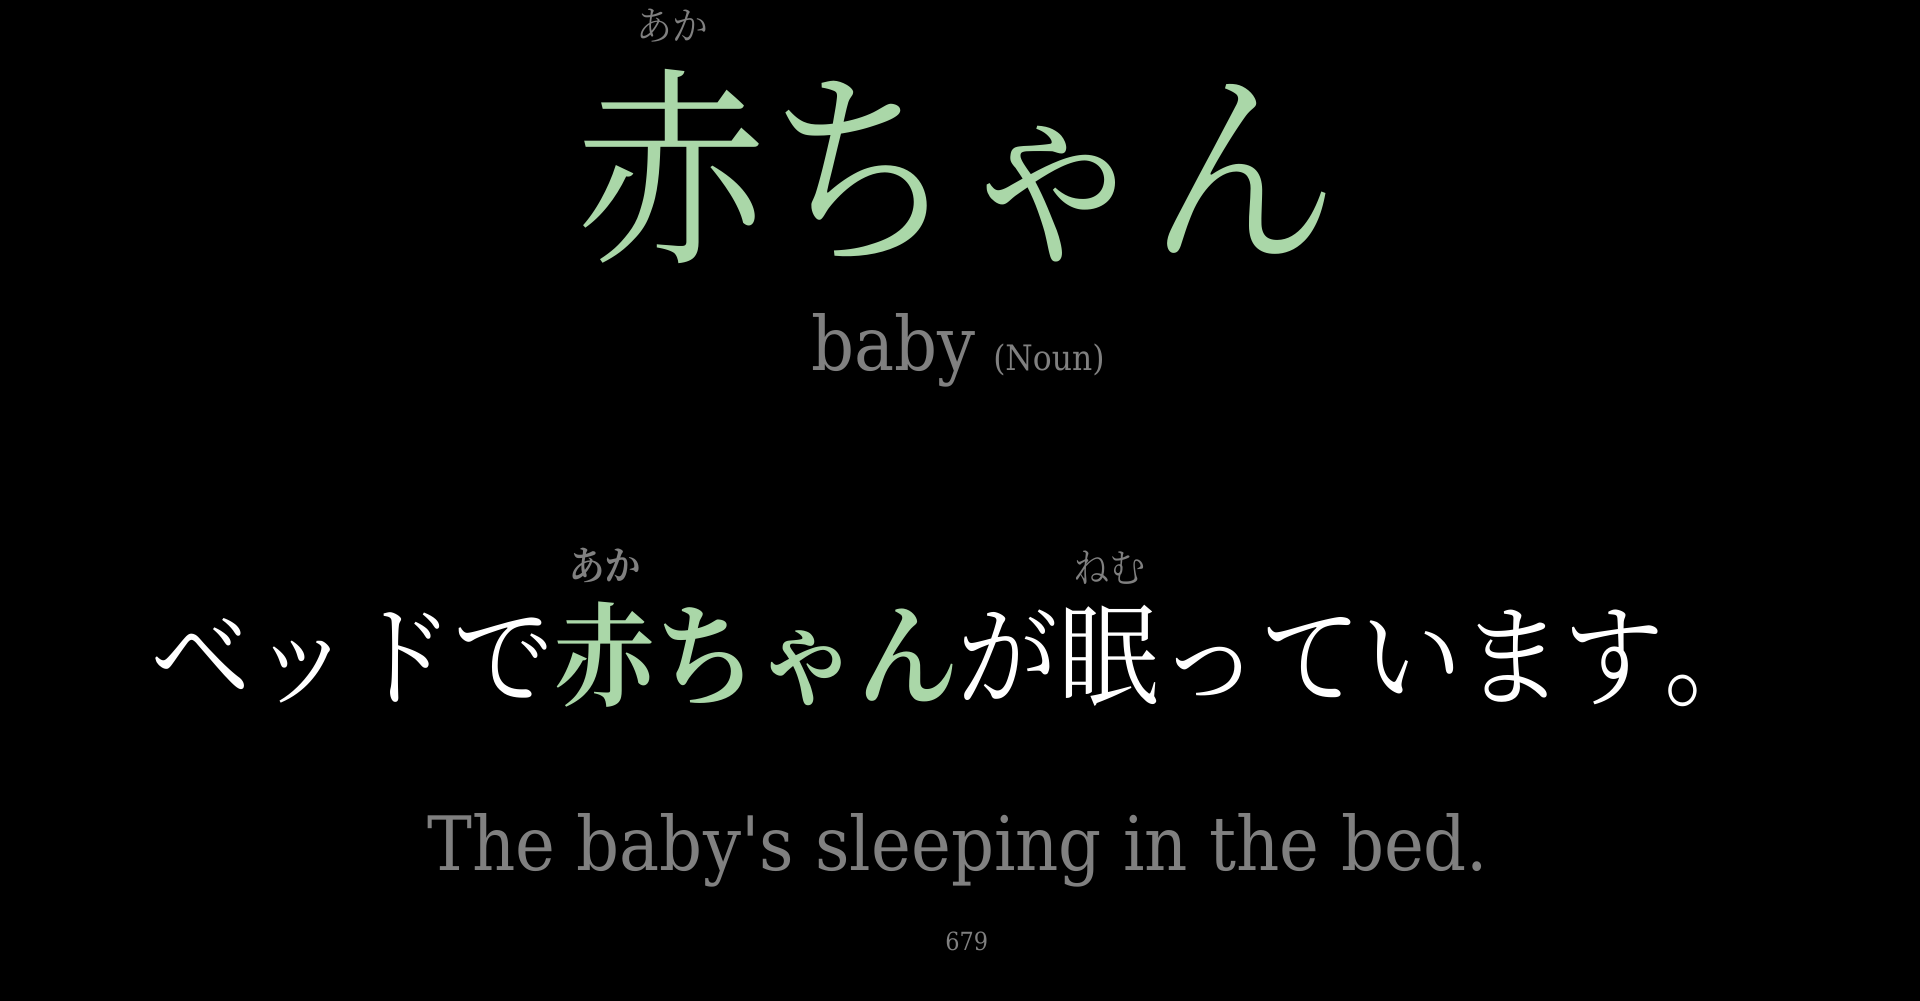 あか
赤ちゃん
baby (Noun)
あか ねむ
ベッドで赤ちゃんが眠っています。
The baby's sleeping in the bed.
679